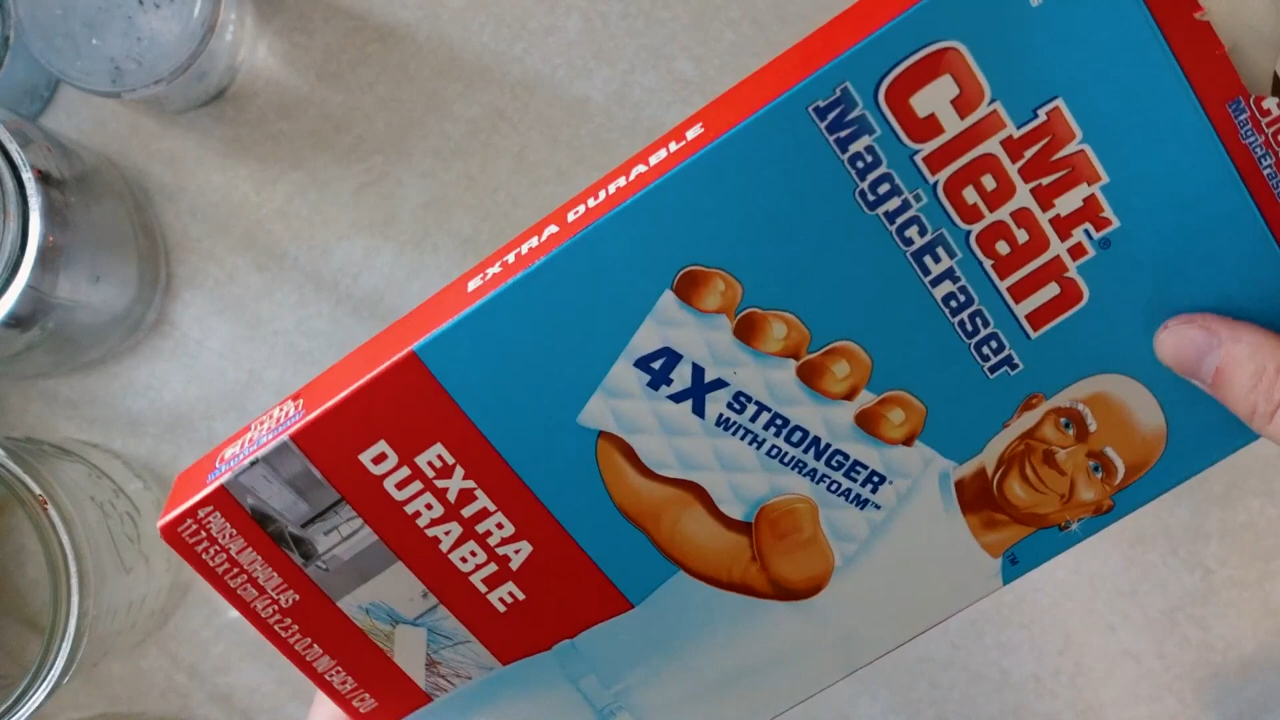 EXTRA DURABLE
Mr.
Clean®
MagicEraser
4X
STRONGER*
WITH DURAFOAM™
EXTRA
DURABLE
TM
4 PADS/ALMOHADILLAS
11.7 x 5.9 x 1.8 cm (4.6 x 2.3 x 0.70 IN) EACH / C/U